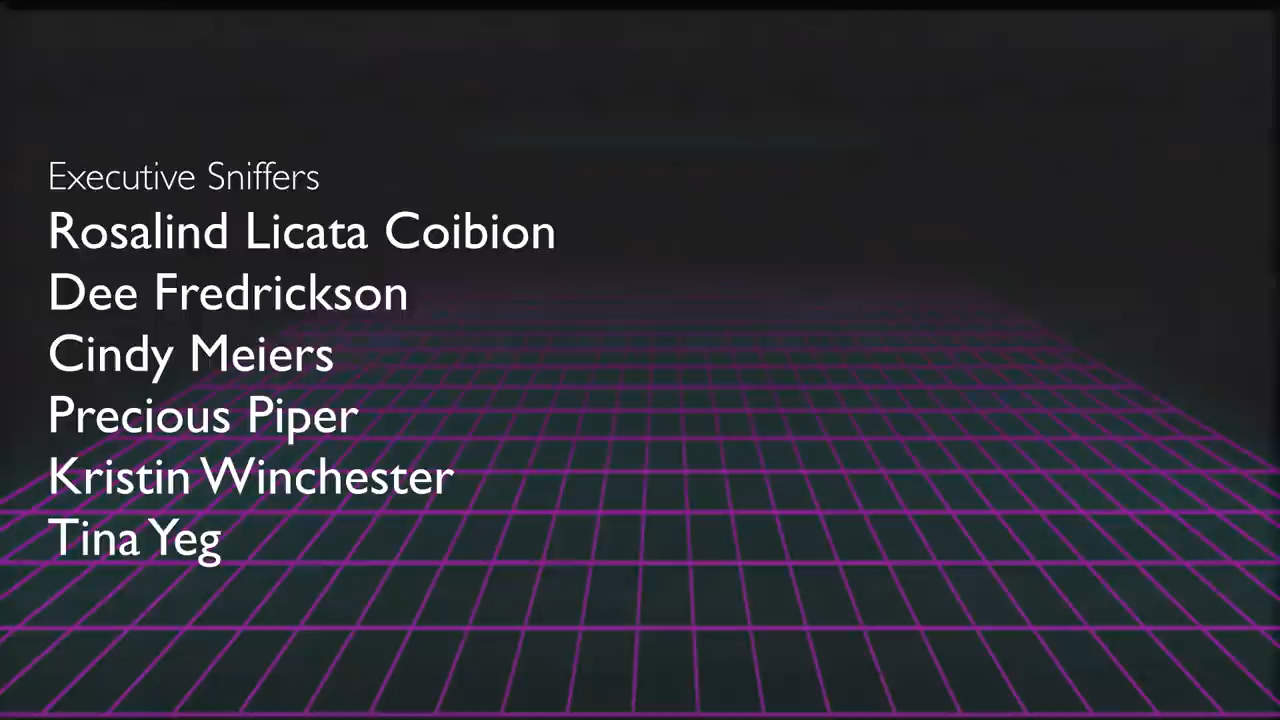 Executive Sniffers
Rosalind Licata Coibion
Dee Fredrickson
Cindy Meiers
Precious Piper
Kristin Winchester
Tina Yeg